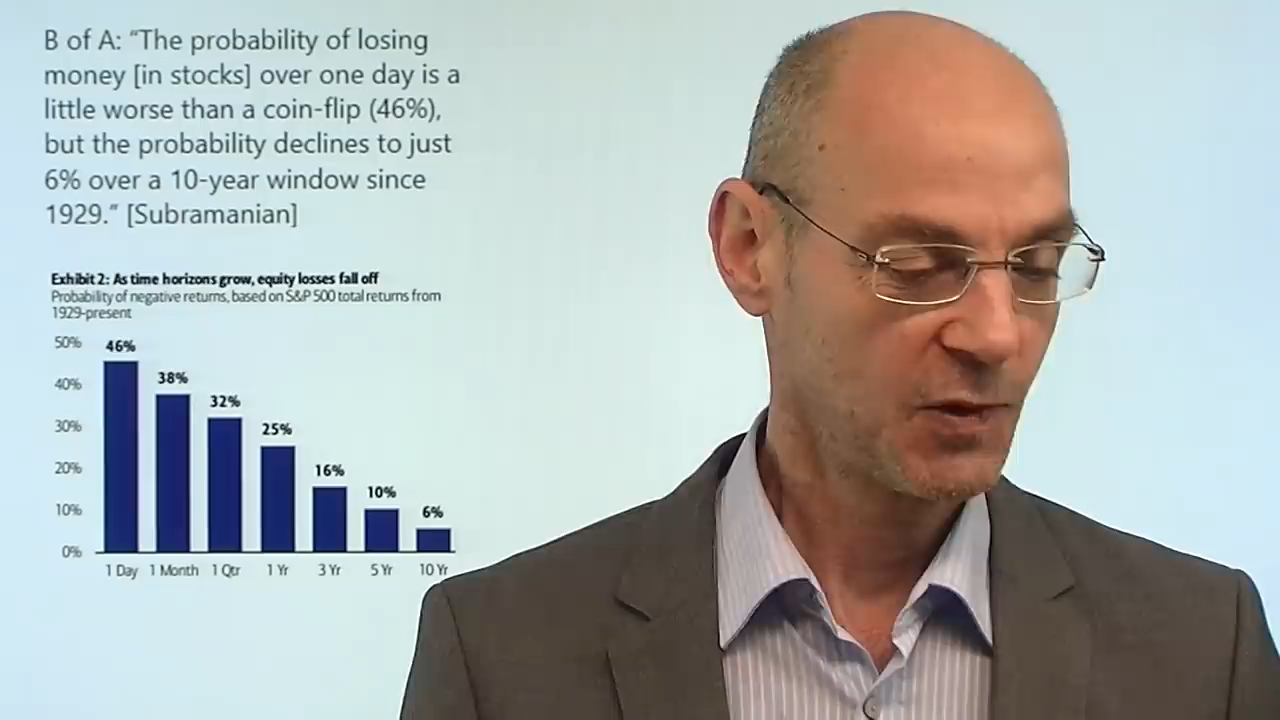 B of A: “The probability of losing
money [in stocks] over one day is a
little worse than a coin-flip (46%),
but the probability declines to just
6% over a 10-year window since
1929.” [Subramanian]
Exhibit 2: As time horizons grow, equity losses fall off
Probability of negative returns, based on S&P 500 total returns from
1929-present
50%
40%
30%
20%
10%
0%
46%
38%
32%
25%
16%
10%
6%
1 Day 1 Month 1 Qtr 1 Yr 3 Yr 5 Yr 10 Yr